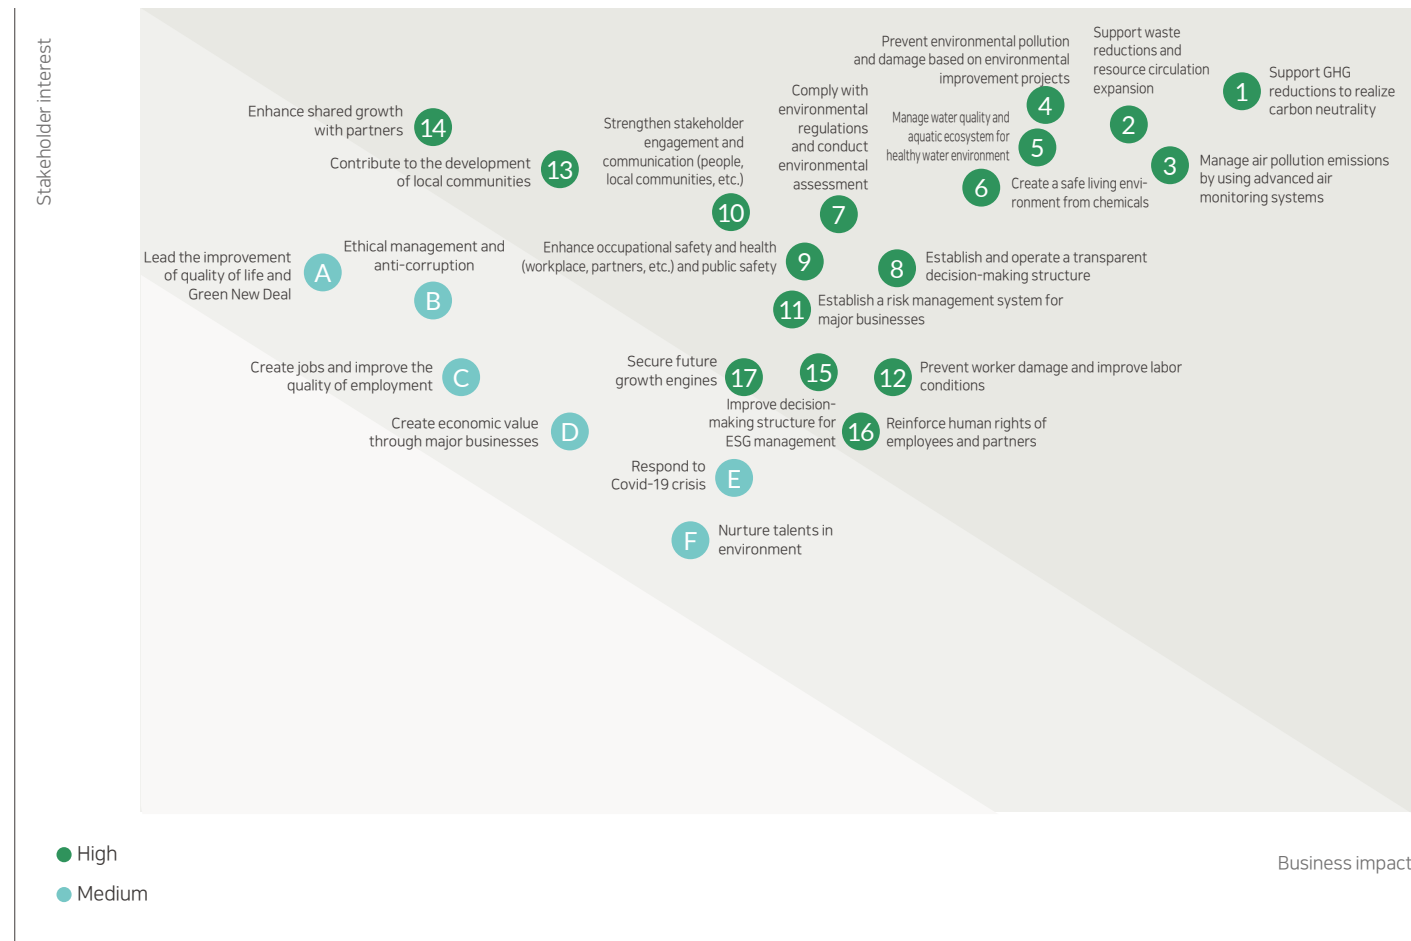 Stakeholder interest
Prevent environmental pollution
and damage based on environmental
improvement projects
4
Support waste
reductions and
resource circulation
expansion
2
1
Support GHG
reductions to realize
carbon neutrality
Enhance shared growth
with partners
14
Contribute to the development
of local communities
13
Strengthen stakeholder
engagement and
communication (people,
local communities, etc.)
10
Comply with
environmental
regulations
and conduct
environmental
assessment
7
Manage water quality and
aquatic ecosystem for
healthy water environment
5
3
Manage air pollution emissions
by using advanced air
monitoring systems
6
Create a safe living envi-
ronment from chemicals
Lead the improvement
of quality of life and
Green New Deal
A
Ethical management and
anti-corruption
B
Enhance occupational safety and health
(workplace, partners, etc.) and public safety
9
8
Establish and operate a transparent
decision-making structure
11
Establish a risk management system for
major businesses
Create jobs and improve the
quality of employment
C
Secure future
growth engines
17
15
Improve decision-
making structure for
ESG management
12
Prevent worker damage and improve labor
conditions
Create economic value
through major businesses
D
16
Reinforce human rights of
employees and partners
Respond to
Covid-19 crisis
E
F
Nurture talents in
environment
High
Medium
Business impact